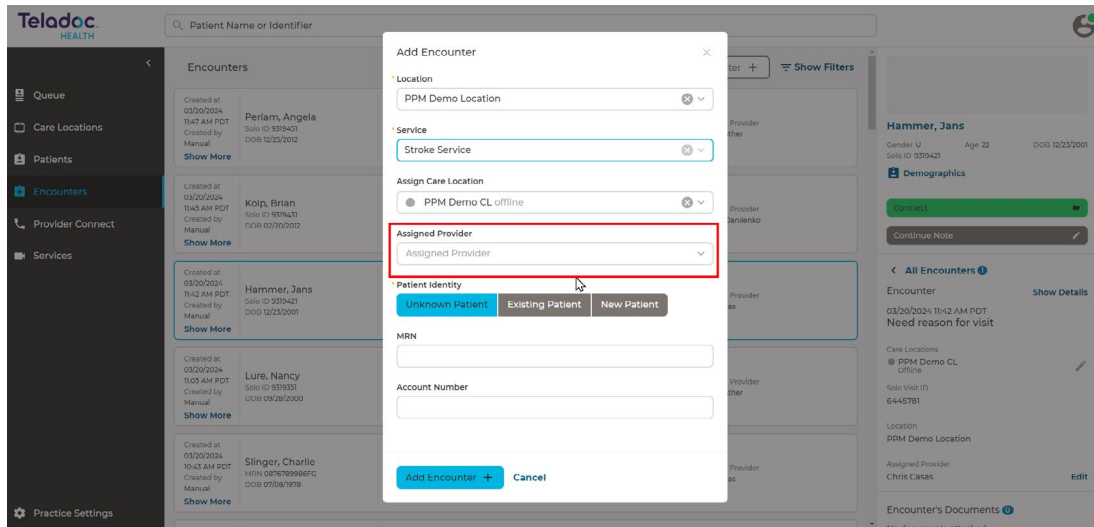 Teladoc
HEALTH
Patient Name or Identifier
Queue
Care Locations
Patients
Encounters
Provider Connect
Services
Practice Settings
Encounters
ter +
Show Filters
Created at
03/20/2024
11:47 AM PDT
Created by
Manual
Show More
Perlam, Angela
Solo ID 9319451
DOB 12/25/2012
Provider
ther
Created at
03/20/2024
11:45 AM PDT
Created by
Manual
Show More
Kolp, Brian
Solo ID 9319431
DOB 02/20/2012
Provider
Danilenko
Created at
03/20/2024
11:42 AM PDT
Created by
Manual
Show More
Hammer, Jans
Solo ID 9319421
DOB 12/23/2001
Provider
as
Created at
03/20/2024
11:05 AM PDT
Created by
Manual
Show More
Lure, Nancy
Solo ID 9319351
DOB 09/28/2000
Provider
ther
Created at
03/20/2024
10:43 AM PDT
Created by
Manual
Show More
Slinger, Charlie
MRN 0876789986FG
DOB 07/08/1978
Provider
as
Add Encounter
* Location
PPM Demo Location
* Service
Stroke Service
Assign Care Location
PPM Demo CL offline
Assigned Provider
Assigned Provider
* Patient Identity
Unknown Patient Existing Patient New Patient
MRN
Account Number
Add Encounter + Cancel
Hammer, Jans
Gender U Age 22 DOB 12/23/2001
Solo ID 9319421
Demographics
Connect
Continue Note
< All Encounters
Encounter Show Details
03/20/2024 11:42 AM PDT
Need reason for visit
Care Locations
PPM Demo CL
Offline
Solo Visit ID
6445781
Location
PPM Demo Location
Assigned Provider
Chris Casas Edit
Encounter's Documents 0